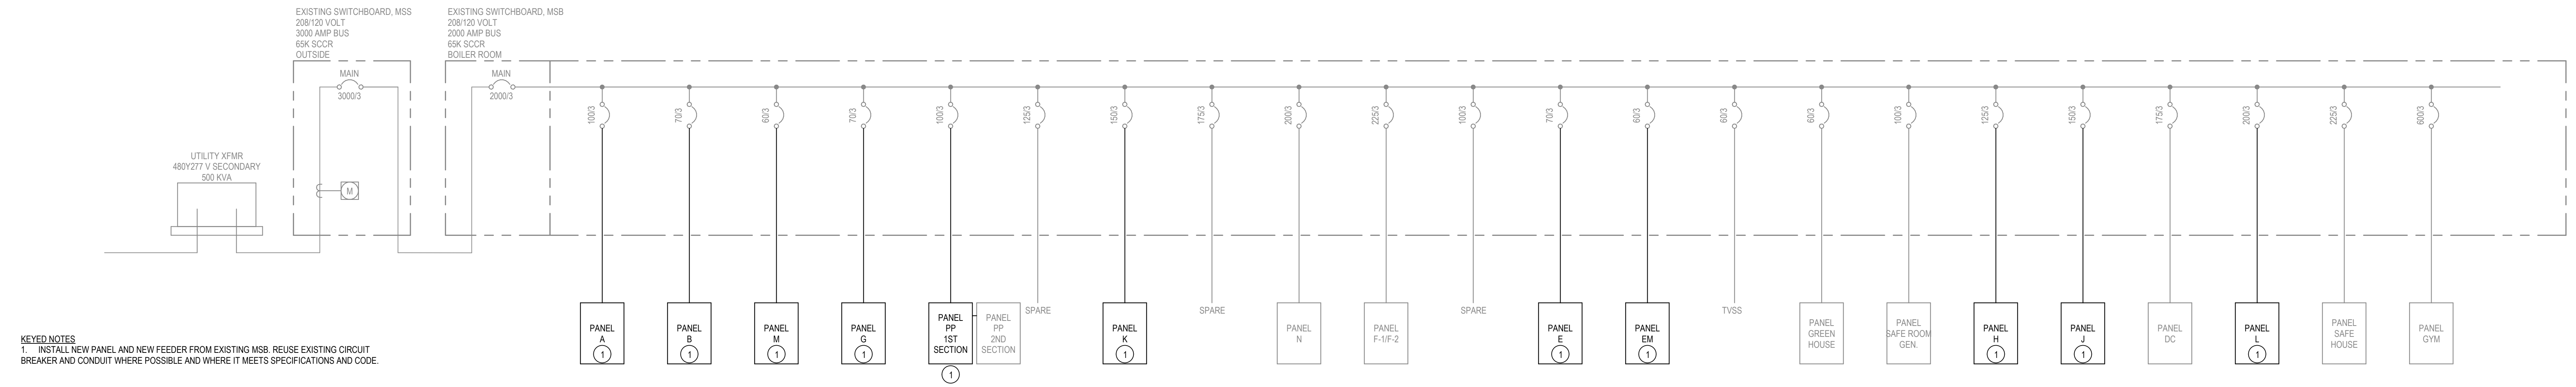 EXISTING SWITCHBOARD, MSS
208/120 VOLT
3000 AMP BUS
65K SCCR
OUTSIDE
EXISTING SWITCHBOARD, MSB
208/120 VOLT
2000 AMP BUS
65K SCCR
BOILER ROOM
MAIN
3000/3
MAIN
2000/3
100/3
70/3
60/3
70/3
100/3
125/3
150/3
175/3
200/3
225/3
100/3
70/3
60/3
60/3
60/3
100/3
125/3
150/3
175/3
200/3
225/3
600/3
UTILITY XFMR
480Y277 V SECONDARY
500 KVA
M
PANEL
A
1
PANEL
B
1
PANEL
M
1
PANEL
G
1
PANEL
PP
1ST
SECTION
1
PANEL
PP
2ND
SECTION
SPARE
PANEL
K
1
SPARE
PANEL
N
PANEL
F-1/F-2
SPARE
PANEL
E
1
PANEL
EM
1
TVSS
PANEL
GREEN
HOUSE
PANEL
SAFE ROOM
GEN.
PANEL
H
1
PANEL
J
1
PANEL
DC
PANEL
L
1
PANEL
SAFE
HOUSE
PANEL
GYM
KEYED NOTES
1. INSTALL NEW PANEL AND NEW FEEDER FROM EXISTING MSB. REUSE EXISTING CIRCUIT
BREAKER AND CONDUIT WHERE POSSIBLE AND WHERE IT MEETS SPECIFICATIONS AND CODE.